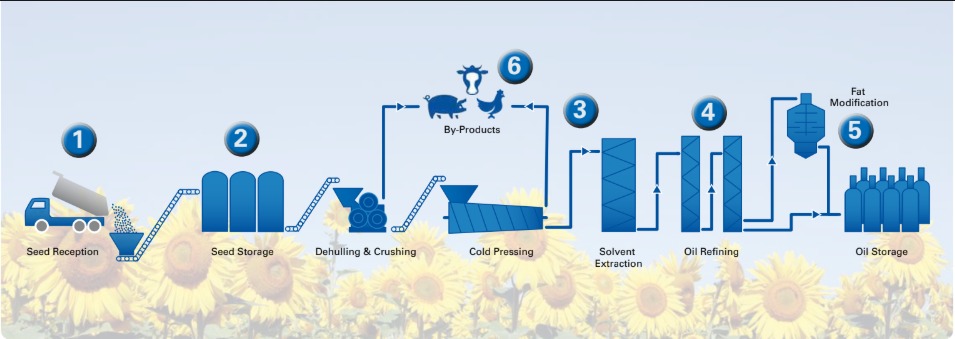 1
2
3
4
5
6
Fat
Modification
By-Products
Seed Reception
Seed Storage
Dehulling & Crushing
Cold Pressing
Solvent
Extraction
Oil Refining
Oil Storage